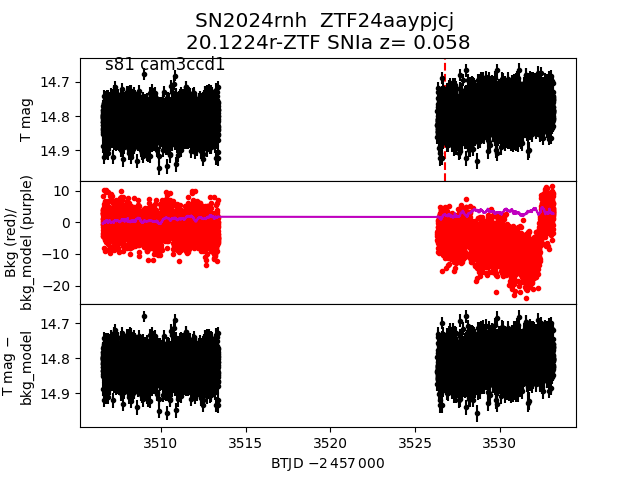 SN2024rnh  ZTF24aaypjcj
20.1224r-ZTF SNIa z= 0.058
s81 cam3ccd1
14.7
14.8
14.9
T mag
10
0
−10
−20
Bkg (red)/
bkg_model (purple)
14.7
14.8
14.9
T mag −
bkg_model
3510
3515
3520
3525
3530
BTJD −2 457 000